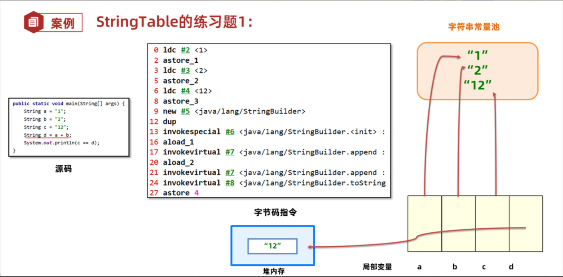 案例
StringTable的练习题1：
public static void main(String[] args) {
String a = "1";
String b = "2";
String c = "12";
String d = a + b;
System.out.println(c == d);
}
源码
0 ldc #2 <1>
2 astore_1
3 ldc #3 <2>
5 astore_2
6 ldc #4 <12>
8 astore_3
9 new #5 <java/lang/StringBuilder>
12 dup
13 invokespecial #6 <java/lang/StringBuilder.<init> :
16 aload_1
17 invokevirtual #7 <java/lang/StringBuilder.append :
20 aload_2
21 invokevirtual #7 <java/lang/StringBuilder.append :
24 invokevirtual #8 <java/lang/StringBuilder.toString
27 astore 4
字节码指令
字符串常量池
“1”
“2”
“12”
“12”
堆内存
局部变量 a b c d